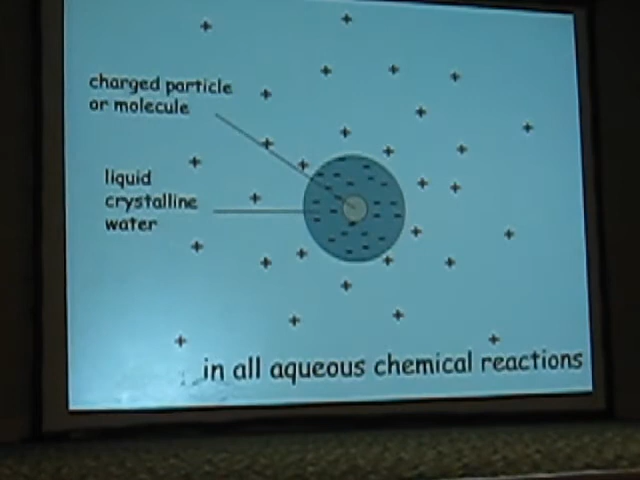 charged particle
or molecule
liquid
crystalline
water
in all aqueous chemical reactions